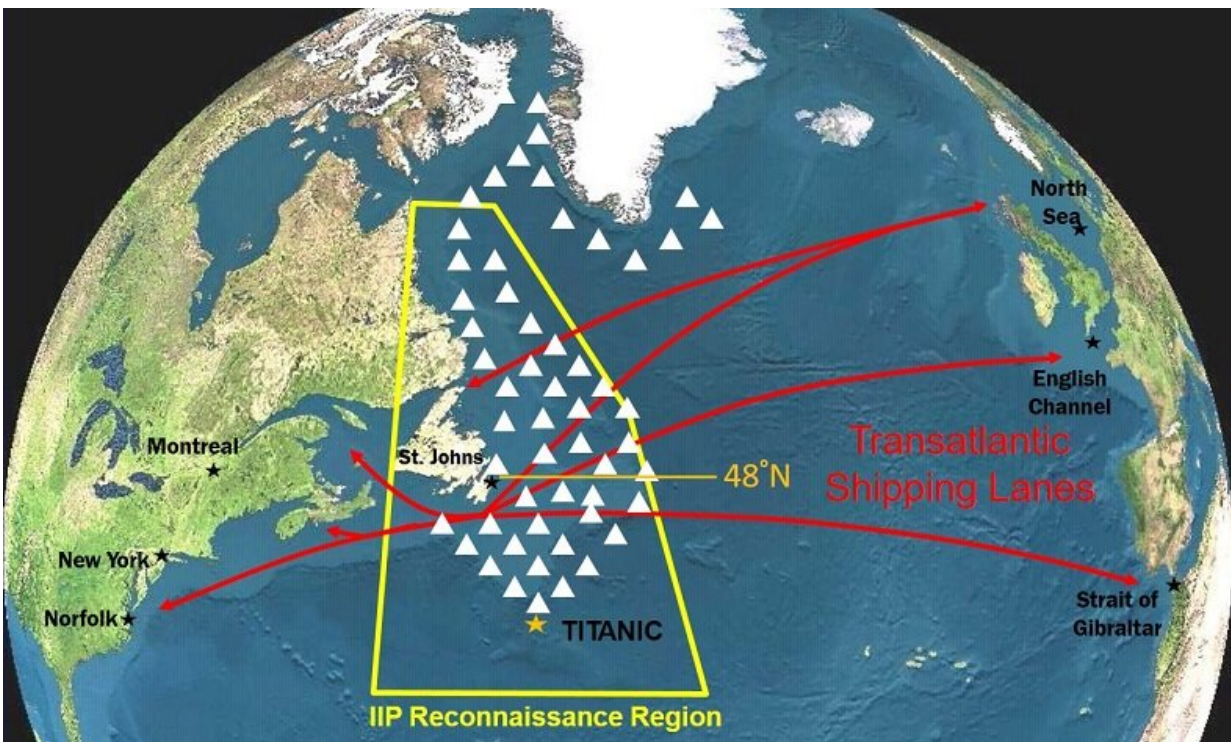 North
Sea
English
Channel
Transatlantic
Shipping Lanes
Montreal
St. Johns
48°N
New York
Norfolk
TITANIC
Strait of
Gibraltar
IIP Reconnaissance Region